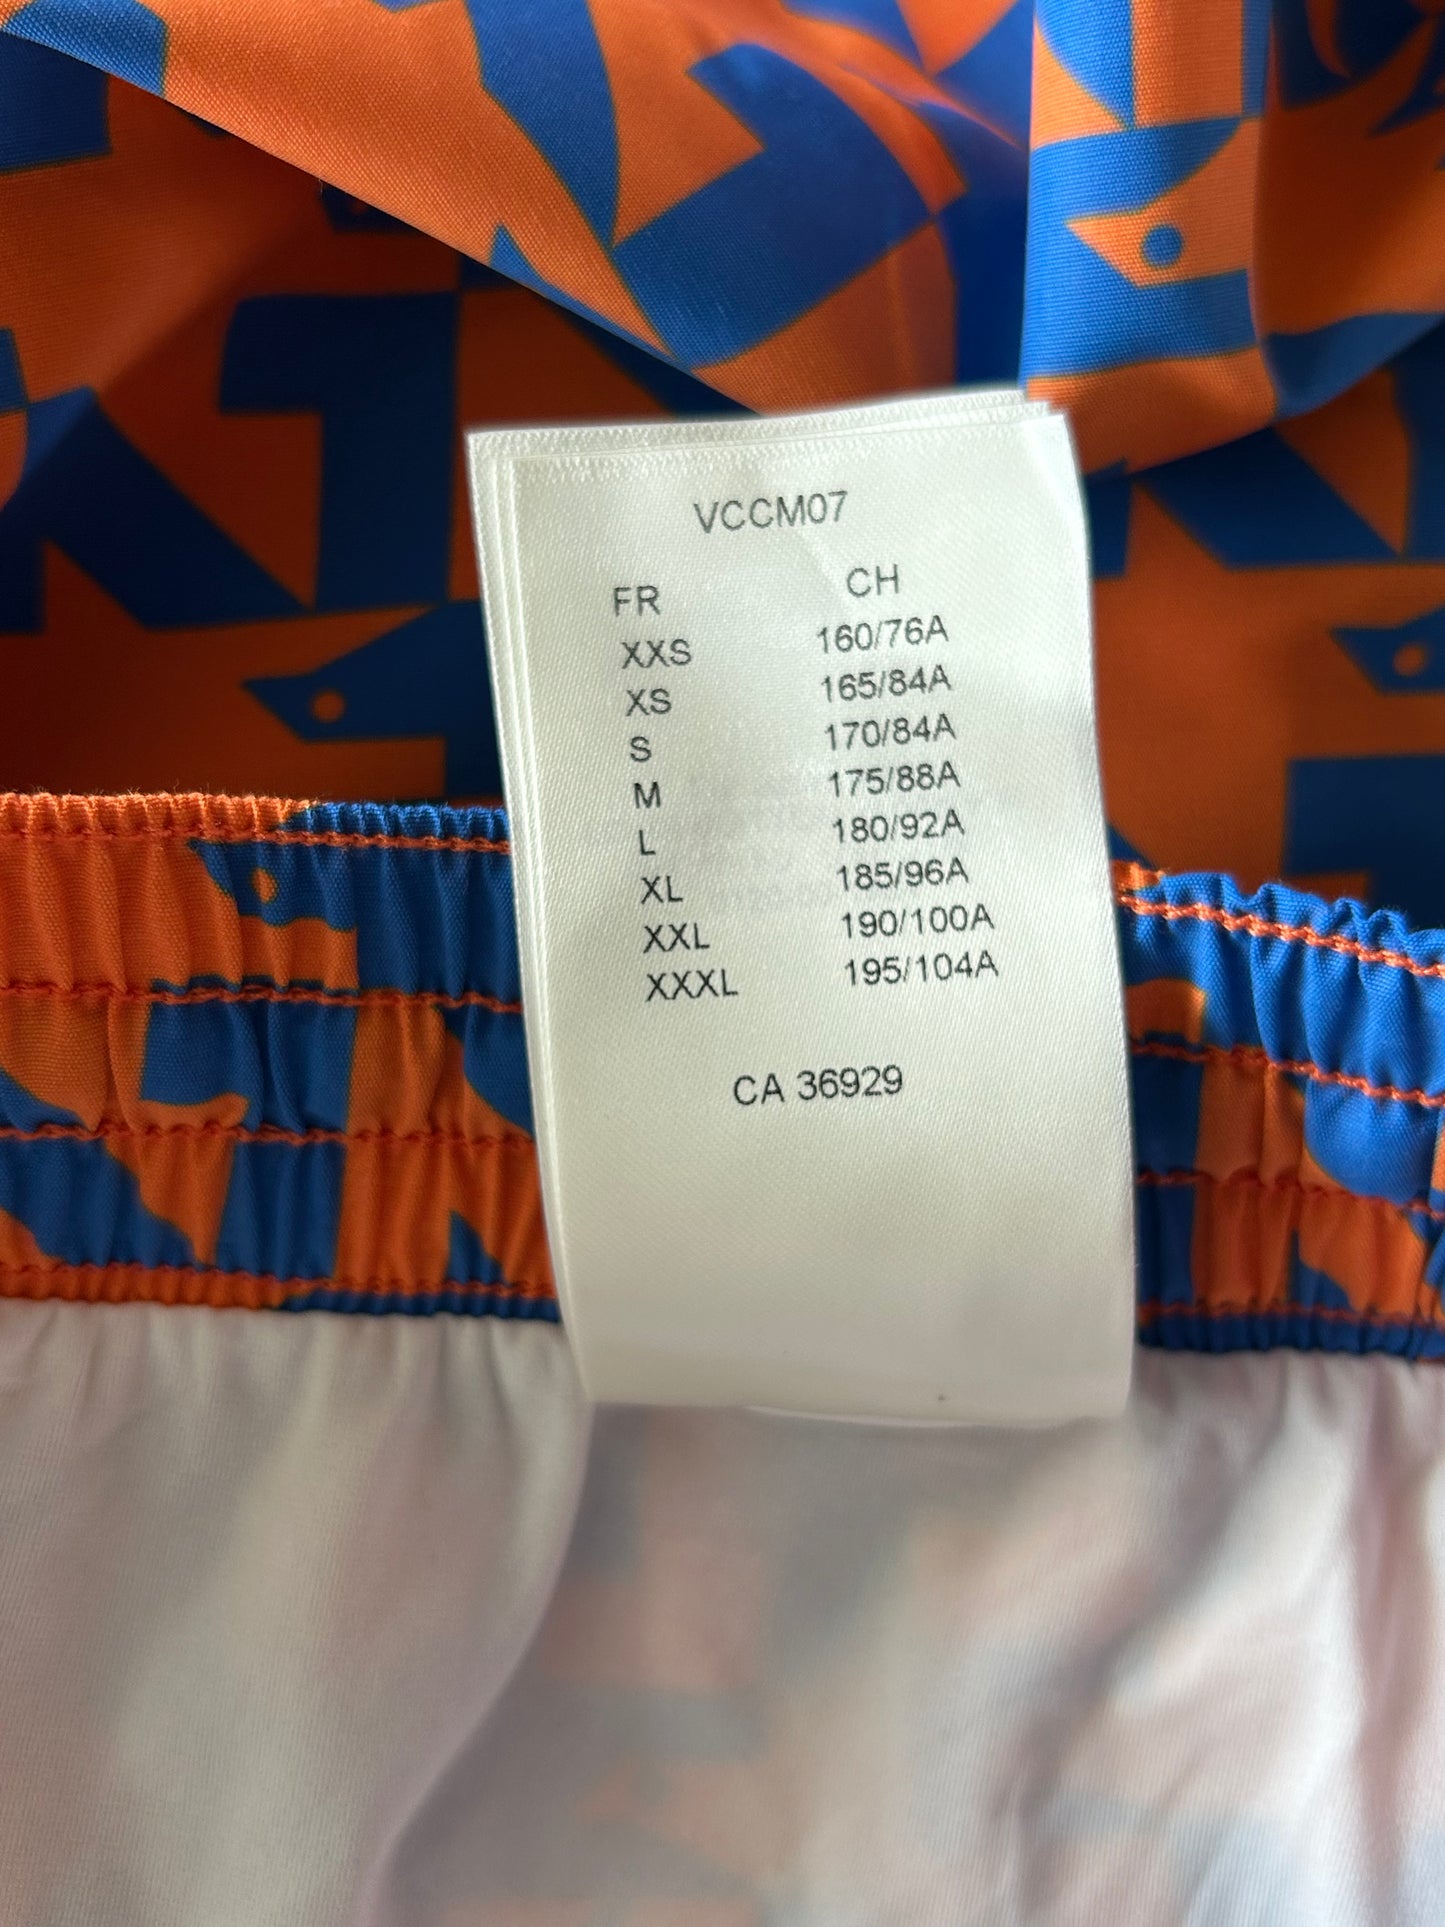 VCCM07
FR CH
XXS 160/76A
XS 165/84A
S 170/84A
M 175/88A
L 180/92A
XL 185/96A
XXL 190/100A
XXXL 195/104A
CA 36929